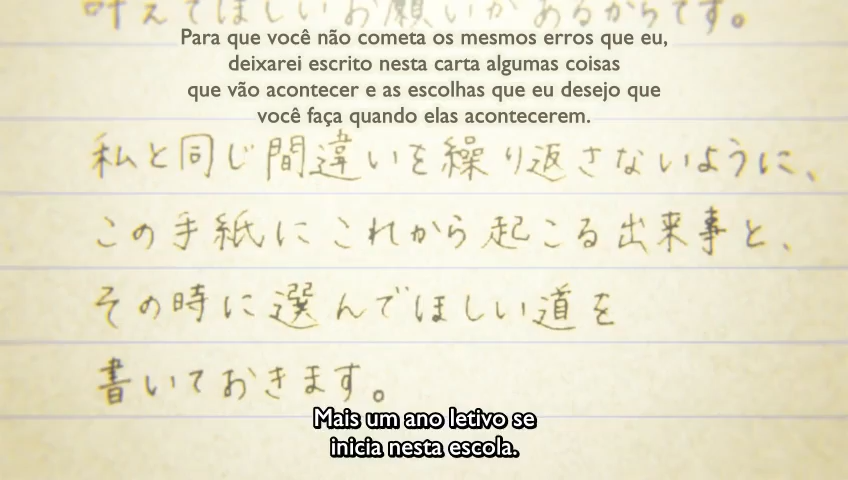 叶えてほしいお願いがあるからです。
Para que você não cometa os mesmos erros que eu,
deixarei escrito nesta carta algumas coisas
que vão acontecer e as escolhas que eu desejo que
você faça quando elas acontecerem.
私と同じ間違いを繰り返さないように、
この手紙にこれから起こる出来事と、
その時に選んでほしい道を
書いておきます。
Mais um ano letivo se
inicia nesta escola.